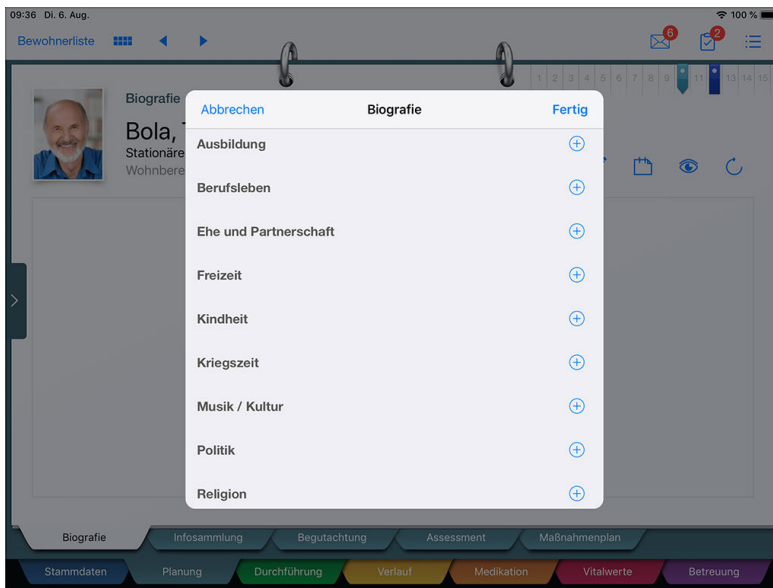 09:36 Di. 6. Aug.
100 %
Bewohnerliste
6
2
1 2 3 4 5 6 7 8 9 11 13 14 15
Biografie
Bola,
Stationäre
Wohnbere
Abbrechen
Biografie
Fertig
Ausbildung
Berufsleben
Ehe und Partnerschaft
Freizeit
Kindheit
Kriegszeit
Musik / Kultur
Politik
Religion
Biografie
Infosammlung
Begutachtung
Assessment
Maßnahmenplan
Stammdaten
Planung
Durchführung
Verlauf
Medikation
Vitalwerte
Betreuung